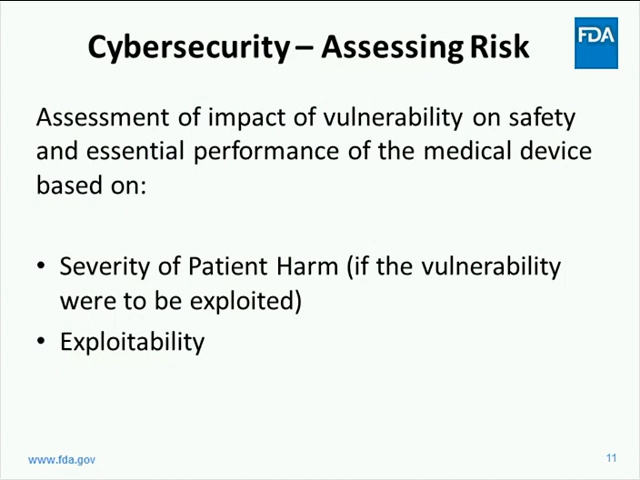 Cybersecurity – Assessing Risk
FDA
Assessment of impact of vulnerability on safety
and essential performance of the medical device
based on:
• Severity of Patient Harm (if the vulnerability
were to be exploited)
• Exploitability
www.fda.gov
11